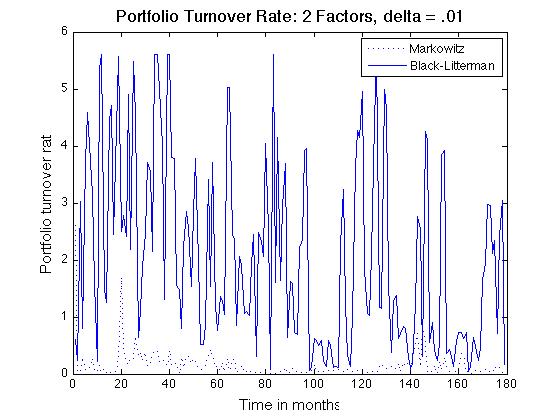 Portfolio Turnover Rate: 2 Factors, delta = .01
Markowitz
Black-Litterman
Portfolio turnover rat
6
5
4
3
2
1
0
0 20 40 60 80 100 120 140 160 180
Time in months